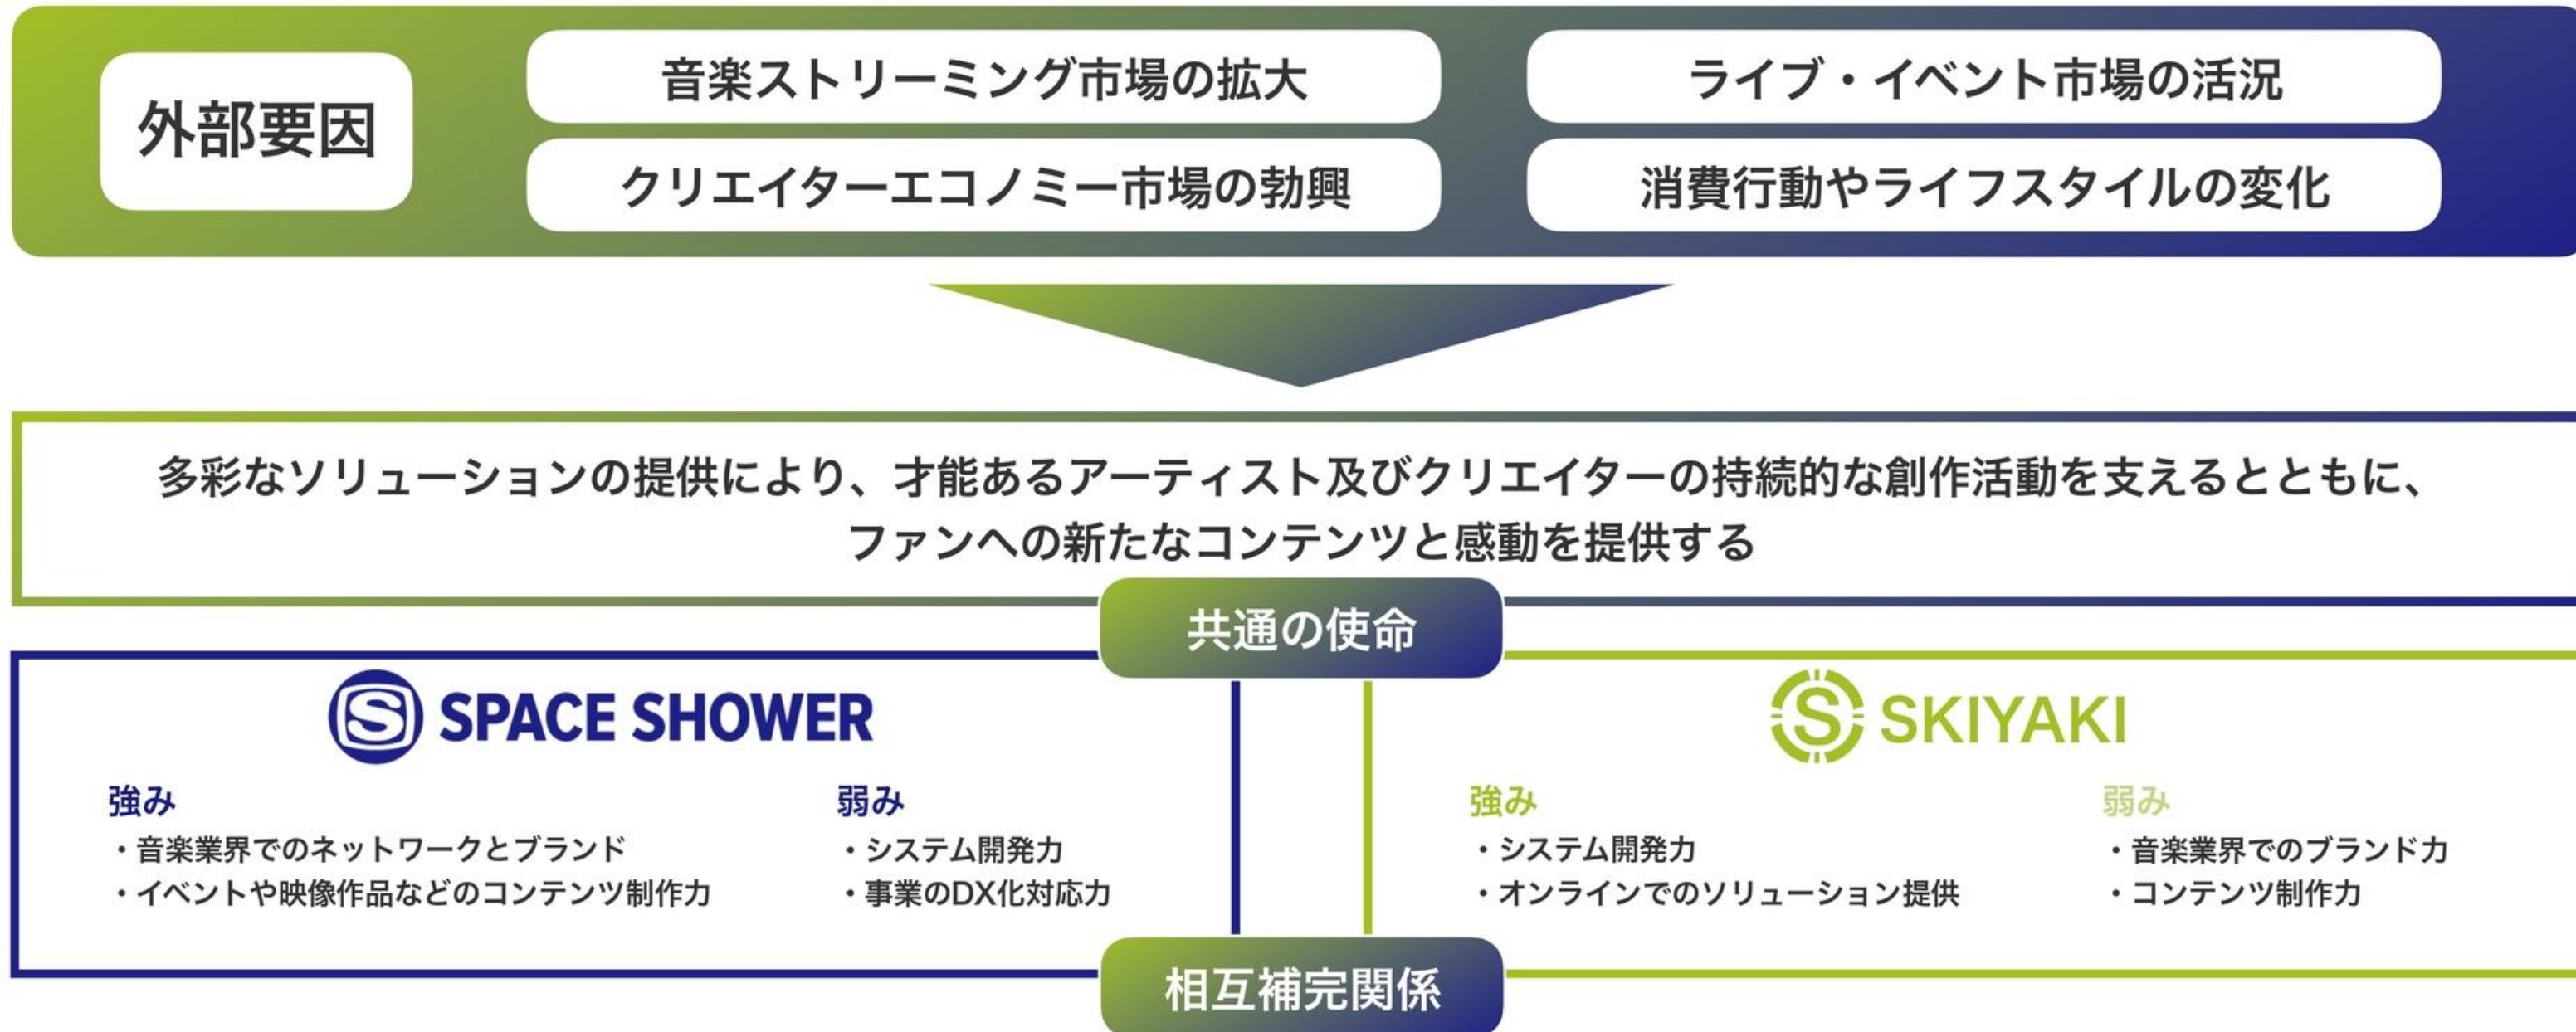 外部要因
音楽ストリーミング市場の拡大
ライブ・イベント市場の活況
クリエイターエコノミー市場の勃興
消費行動やライフスタイルの変化
多彩なソリューションの提供により、才能あるアーティスト及びクリエイターの持続的な創作活動を支えるとともに、
ファンへの新たなコンテンツと感動を提供する
共通の使命
S SPACE SHOWER
強み
・音楽業界でのネットワークとブランド
・イベントや映像作品などのコンテンツ制作力
弱み
・システム開発力
・事業のDX化対応力
S SKIYAKI
強み
・システム開発力
・オンラインでのソリューション提供
弱み
・音楽業界でのブランド力
・コンテンツ制作力
相互補完関係